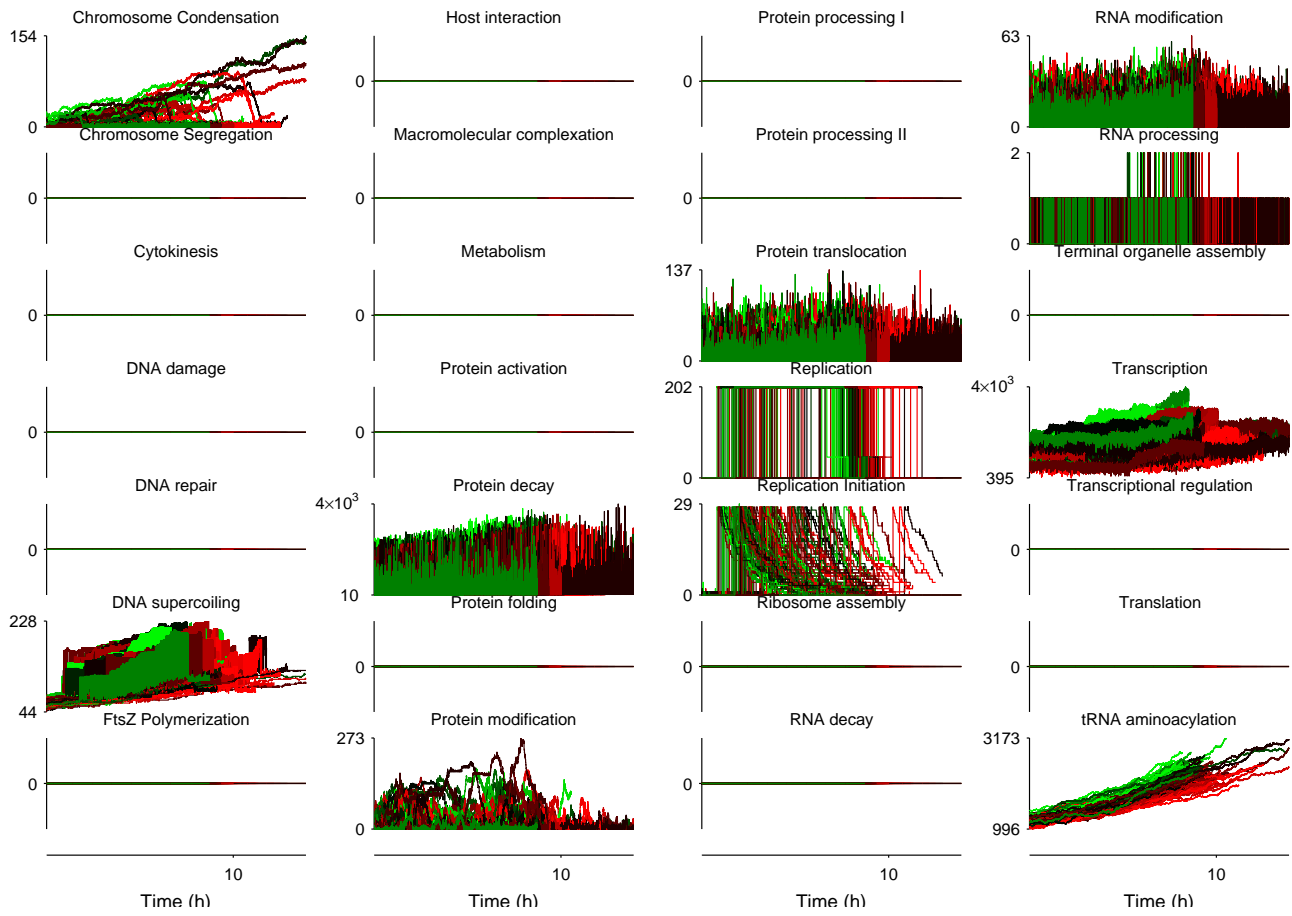 Chromosome Condensation
154
0
Chromosome Segregation
0
Cytokinesis
0
DNA damage
0
DNA repair
0
DNA supercoiling
228
44
FtsZ Polymerization
0
10
Time (h)
Host interaction
0
Macromolecular complexation
0
Metabolism
0
Protein activation
0
Protein decay
4×10³
10
Protein folding
0
Protein modification
273
0
10
Time (h)
Protein processing I
0
Protein processing II
0
Protein translocation
137
0
Replication
202
0
Replication Initiation
29
0
Ribosome assembly
0
RNA decay
0
10
Time (h)
RNA modification
63
0
RNA processing
2
0
Terminal organelle assembly
0
Transcription
4×10³
395
Transcriptional regulation
0
Translation
0
tRNA aminoacylation
3173
996
10
Time (h)